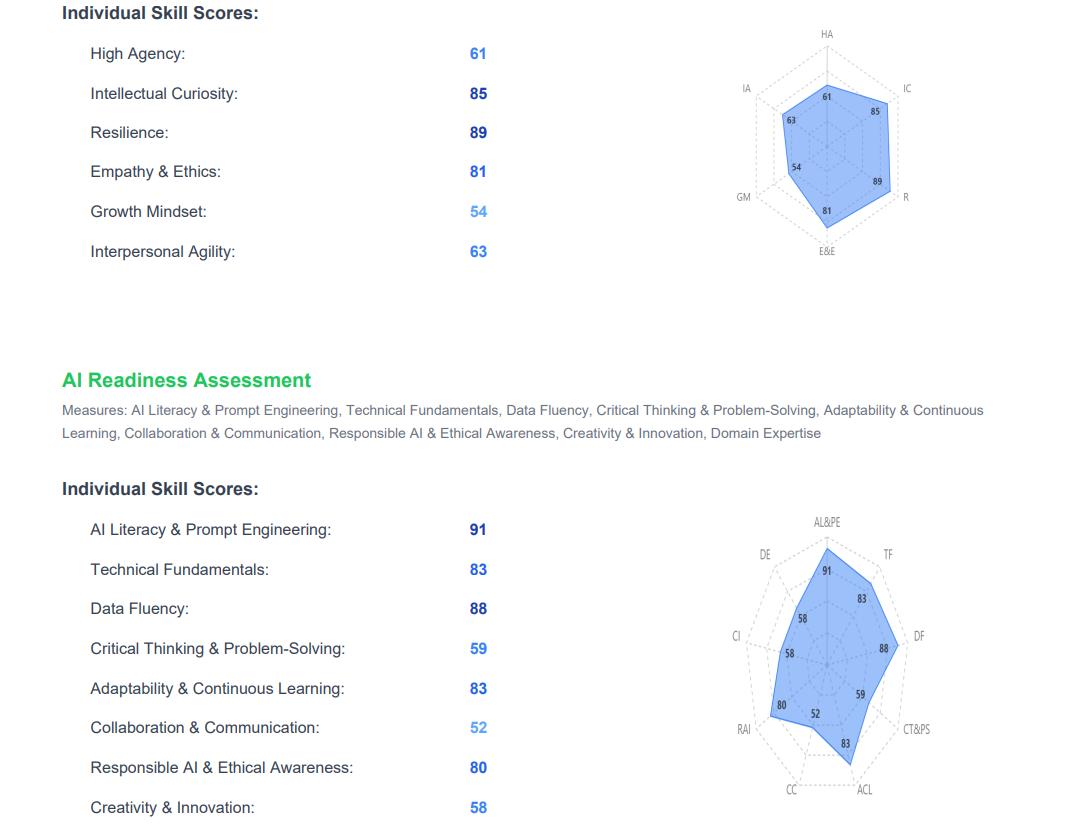 Individual Skill Scores:
High Agency: 61
Intellectual Curiosity: 85
Resilience: 89
Empathy & Ethics: 81
Growth Mindset: 54
Interpersonal Agility: 63
HA
IA
IC
61
63
85
54
89
GM
R
81
E&E
AI Readiness Assessment
Measures: AI Literacy & Prompt Engineering, Technical Fundamentals, Data Fluency, Critical Thinking & Problem-Solving, Adaptability & Continuous
Learning, Collaboration & Communication, Responsible AI & Ethical Awareness, Creativity & Innovation, Domain Expertise
Individual Skill Scores:
AI Literacy & Prompt Engineering: 91
Technical Fundamentals: 83
Data Fluency: 88
Critical Thinking & Problem-Solving: 59
Adaptability & Continuous Learning: 83
Collaboration & Communication: 52
Responsible AI & Ethical Awareness: 80
Creativity & Innovation: 58
AL&PE
DE
TF
91
83
58
CI
DF
58
88
59
80
52
RAI
CT&PS
83
CC
ACL